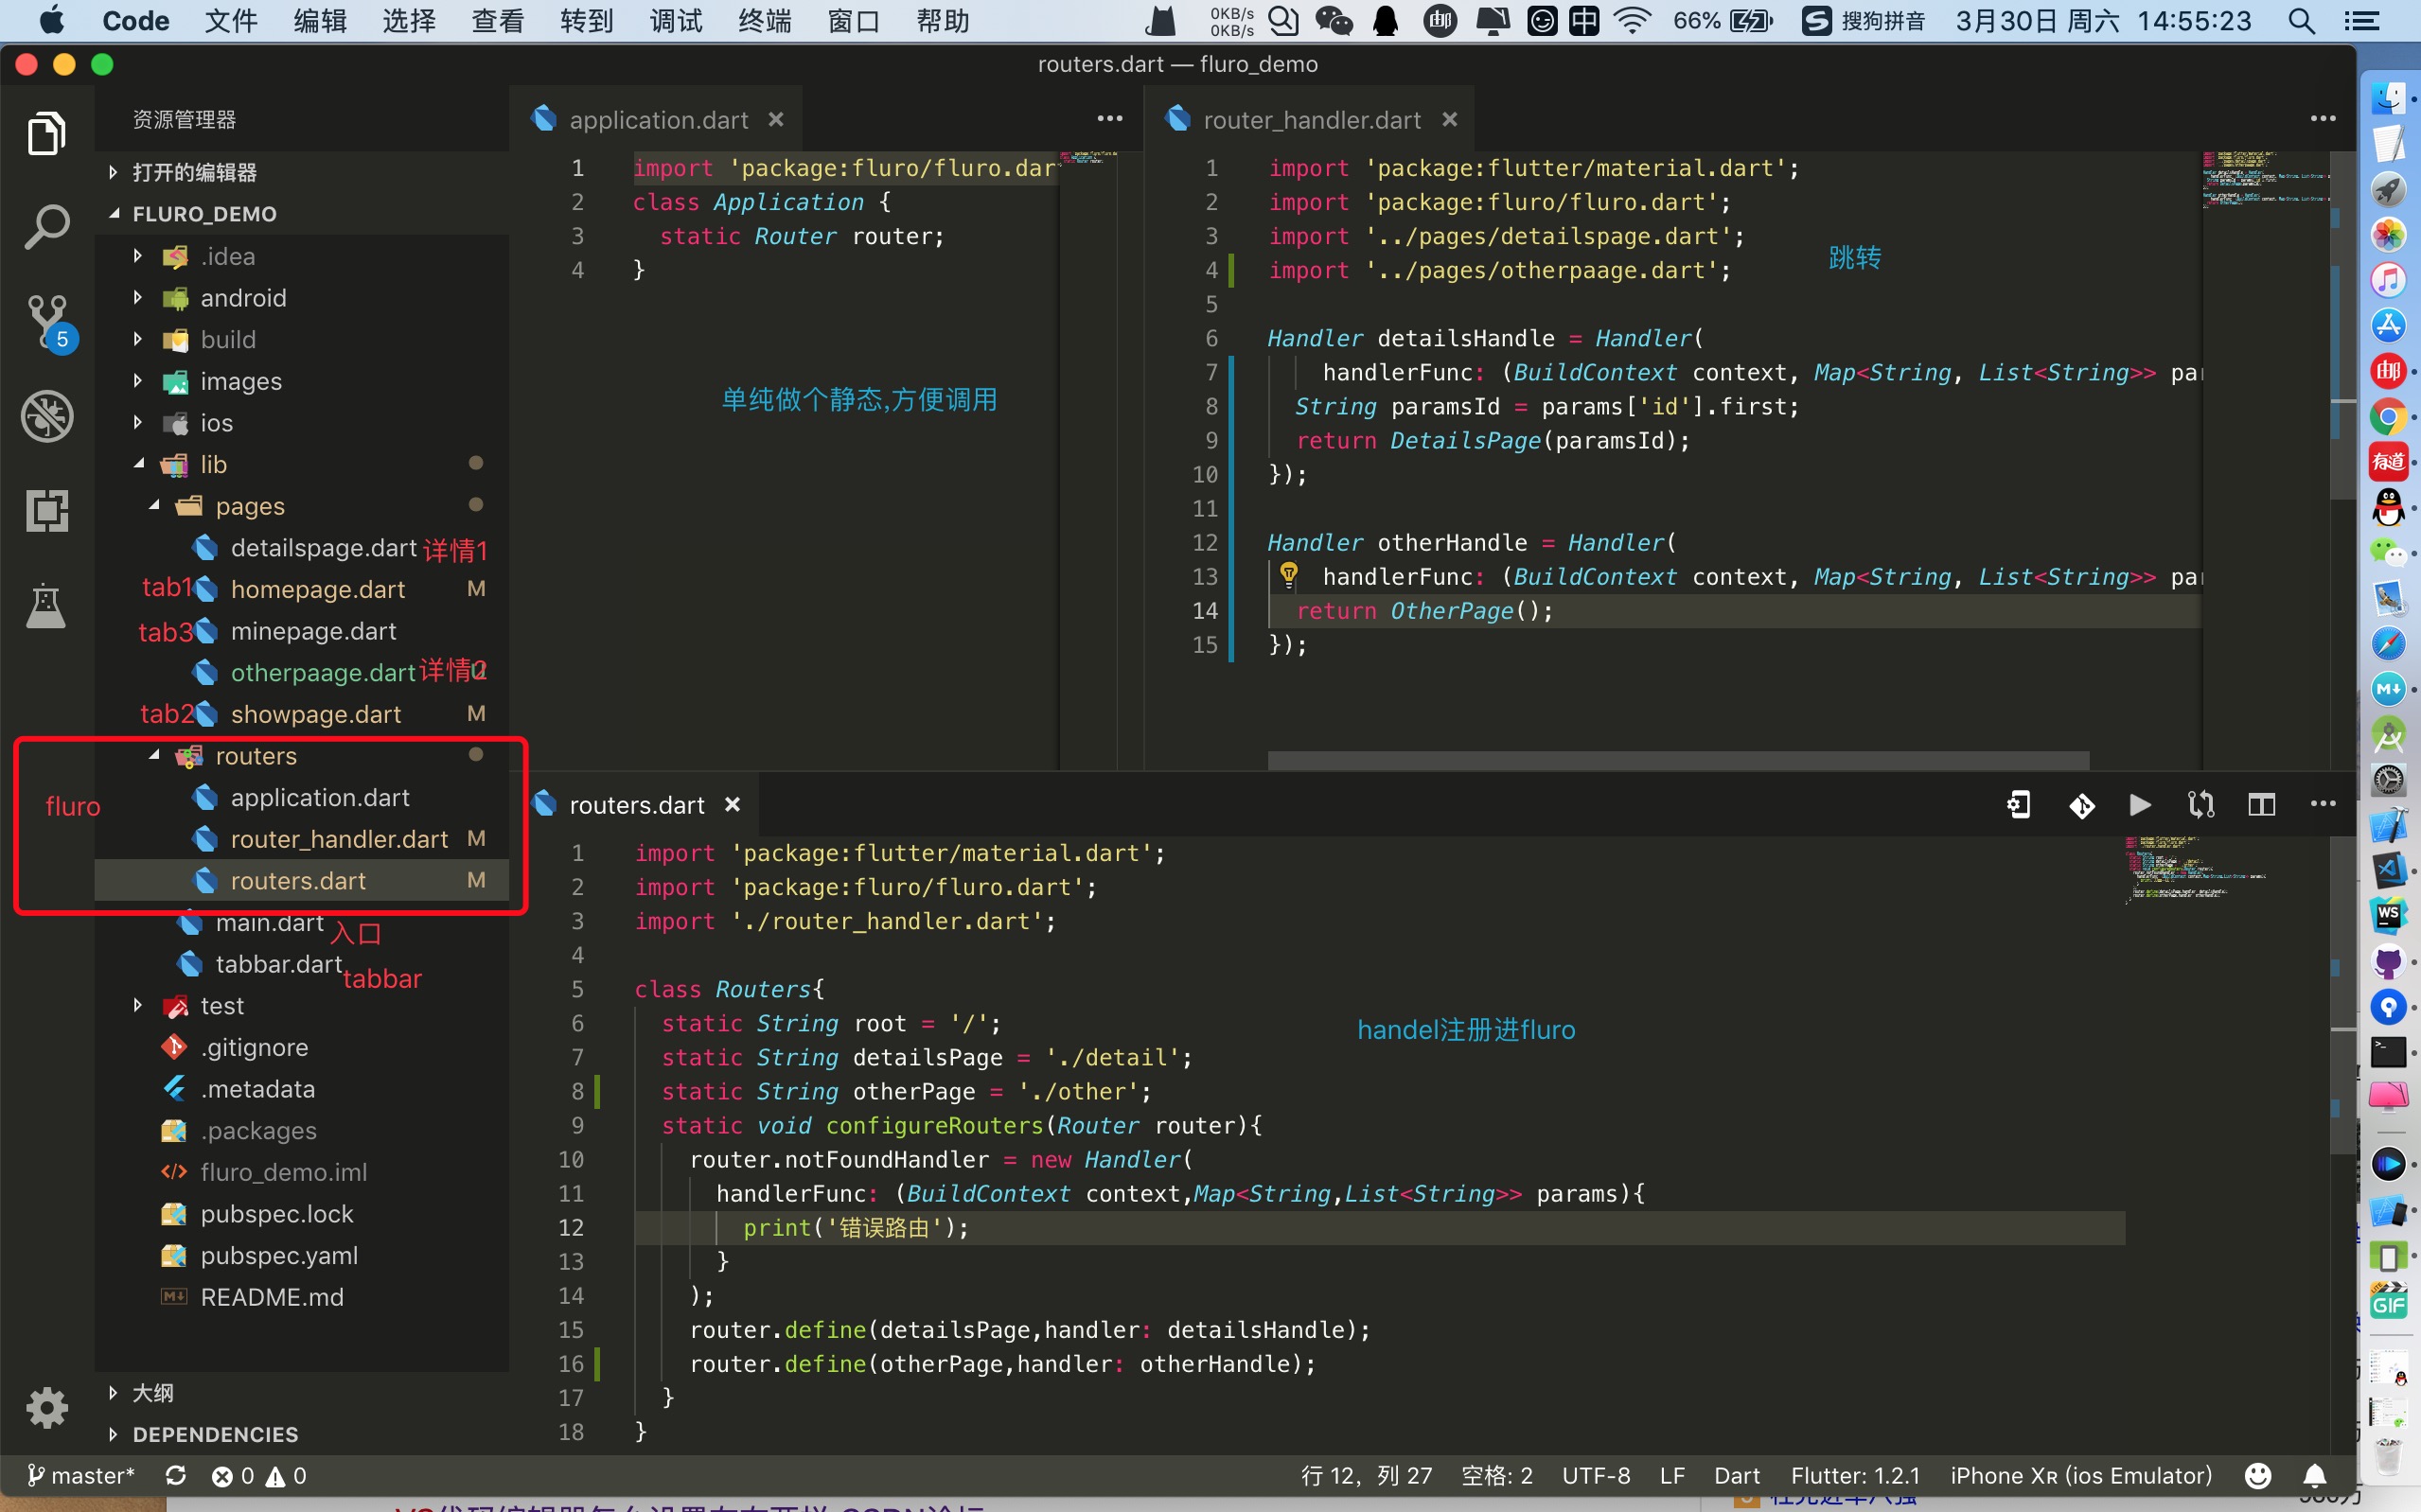 Code 文件 编辑 选择 查看 转到 调试 终端 窗口 帮助
0KB/s
0KB/s
66%
搜狗拼音
3月30日 周六 14:55:23
routers.dart — fluro_demo
资源管理器
打开的编辑器
FLURO_DEMO
.idea
android
build
images
ios
lib
pages
detailspage.dart 详情1
tab1 homepage.dart M
tab3 minepage.dart
otherpaage.dart 详情2
tab2 showpage.dart M
routers
fluro
application.dart
router_handler.dart M
routers.dart M
main.dart 入口
tabbar.dart tabbar
test
.gitignore
.metadata
.packages
fluro_demo.iml
pubspec.lock
pubspec.yaml
README.md
大纲
DEPENDENCIES
5
application.dart
1 import 'package:fluro/fluro.dar
2 class Application {
3 static Router router;
4 }
单纯做个静态,方便调用
router_handler.dart
1 import 'package:flutter/material.dart';
2 import 'package:fluro/fluro.dart';
3 import '../pages/detailspage.dart';
4 import '../pages/otherpaage.dart';
跳转
5
6 Handler detailsHandle = Handler(
7 handlerFunc: (BuildContext context, Map<String, List<String>> par
8 String paramsId = params['id'].first;
9 return DetailsPage(paramsId);
10 });
11
12 Handler otherHandle = Handler(
13 handlerFunc: (BuildContext context, Map<String, List<String>> par
14 return OtherPage();
15 });
routers.dart
1 import 'package:flutter/material.dart';
2 import 'package:fluro/fluro.dart';
3 import './router_handler.dart';
4
5 class Routers{
6 static String root = '/';
handel注册进fluro
7 static String detailsPage = './detail';
8 static String otherPage = './other';
9 static void configureRouters(Router router){
10 router.notFoundHandler = new Handler(
11 handlerFunc: (BuildContext context,Map<String,List<String>> params){
12 print('错误路由');
13 }
14 );
15 router.define(detailsPage,handler: detailsHandle);
16 router.define(otherPage,handler: otherHandle);
17 }
18 }
master* 0 0
行 12, 列 27 空格: 2 UTF-8 LF Dart Flutter: 1.2.1 iPhone XR (ios Emulator)